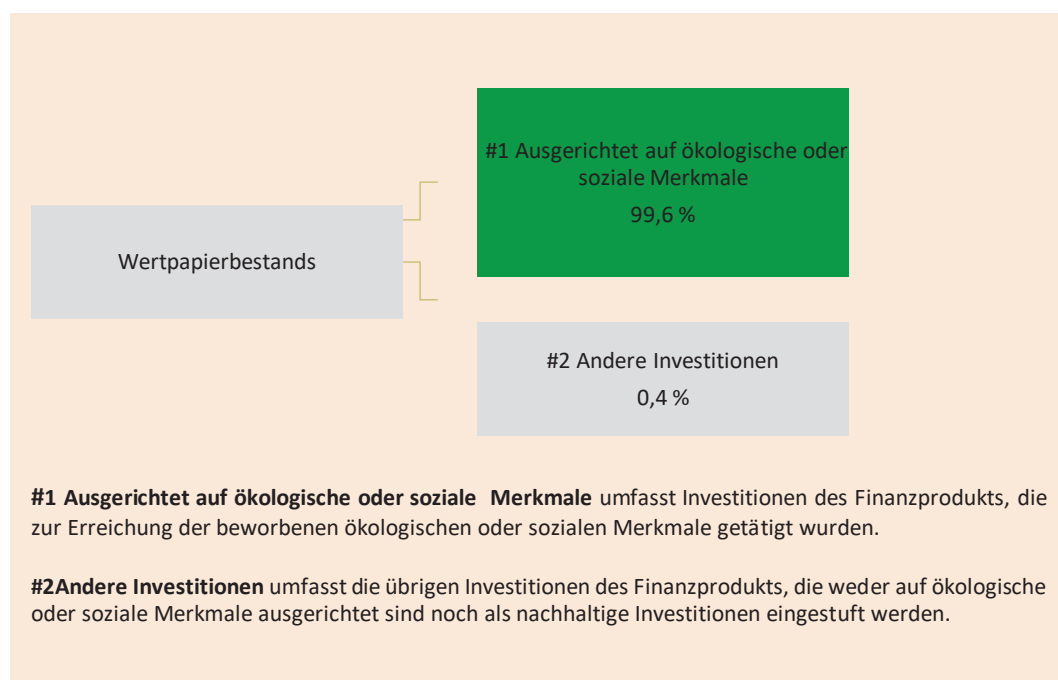 #1 Ausgerichtet auf ökologische oder
soziale Merkmale
99,6 %
Wertpapierbestands
#2 Andere Investitionen
0,4 %
#1 Ausgerichtet auf ökologische oder soziale Merkmale umfasst Investitionen des Finanzprodukts, die
zur Erreichung der beworbenen ökologischen oder sozialen Merkmale getätigt wurden.
#2Andere Investitionen umfasst die übrigen Investitionen des Finanzprodukts, die weder auf ökologische
oder soziale Merkmale ausgerichtet sind noch als nachhaltige Investitionen eingestuft werden.